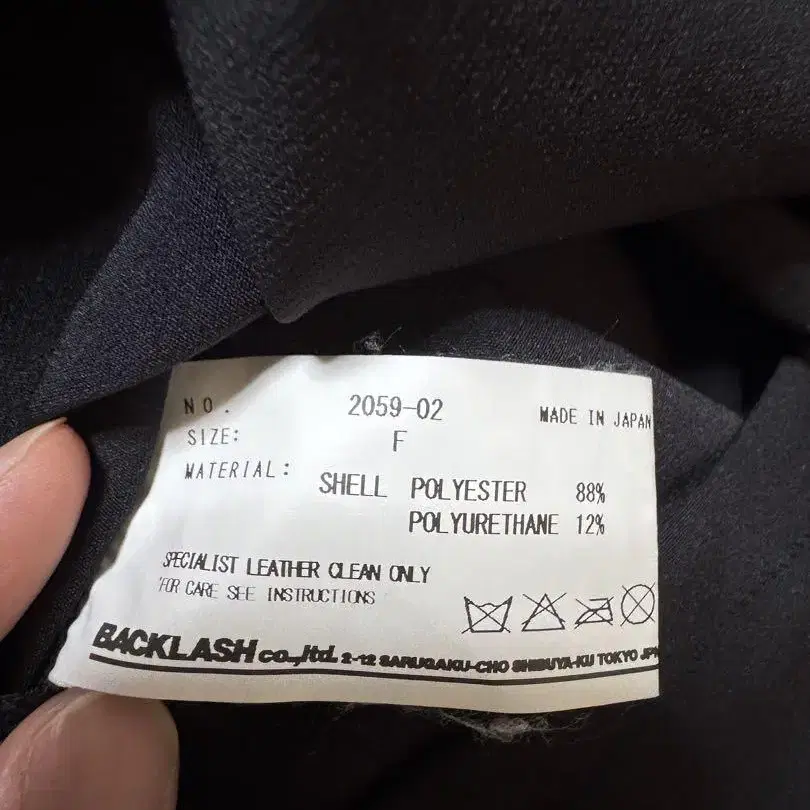 NO. 2059-02 MADE IN JAPAN
SIZE: F
MATERIAL: SHELL POLYESTER 88%
POLYURETHANE 12%
SPECIALIST LEATHER CLEAN ONLY
*FOR CARE SEE INSTRUCTIONS
BACKLASH co.,ltd. 2-12 SARUGAKU-CHO SHIBUYA-KU TOKYO JPN